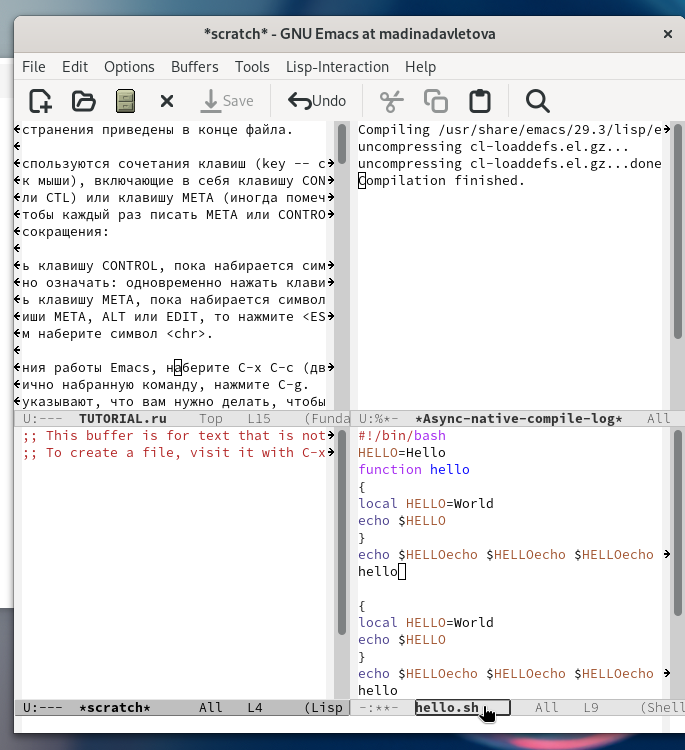 *scratch* - GNU Emacs at madinadavletova
File Edit Options Buffers Tools Lisp-Interaction Help
Save Undo
странения приведены в конце файла.
спользуются сочетания клавиш (key -- с
к мыши), включающие в себя клавишу CON
ли CTL) или клавишу META (иногда помеч
тобы каждый раз писать META или CONTRO
сокращения:
ь клавишу CONTROL, пока набирается сим
но означать: одновременно нажать клави
ь клавишу META, пока набирается символ
иши META, ALT или EDIT, то нажмите <ES
м наберите символ <chr>.
ния работы Emacs, наберите C-x C-c (дв
ично набранную команду, нажмите C-g.
указывают, что вам нужно делать, чтобы
U:--- TUTORIAL.ru Top L15 (Funda
Compiling /usr/share/emacs/29.3/lisp/e
uncompressing cl-loaddefs.el.gz...
uncompressing cl-loaddefs.el.gz...done
Compilation finished.
U:%*- *Async-native-compile-log* All
;; This buffer is for text that is not
;; To create a file, visit it with C-x
U:--- *scratch* All L4 (Lisp
#!/bin/bash
HELLO=Hello
function hello
{
local HELLO=World
echo $HELLO
}
echo $HELLOecho $HELLOecho $HELLOecho
hello
{
local HELLO=World
echo $HELLO
}
echo $HELLOecho $HELLOecho $HELLOecho
hello
-:**- hello.sh All L9 (Shell